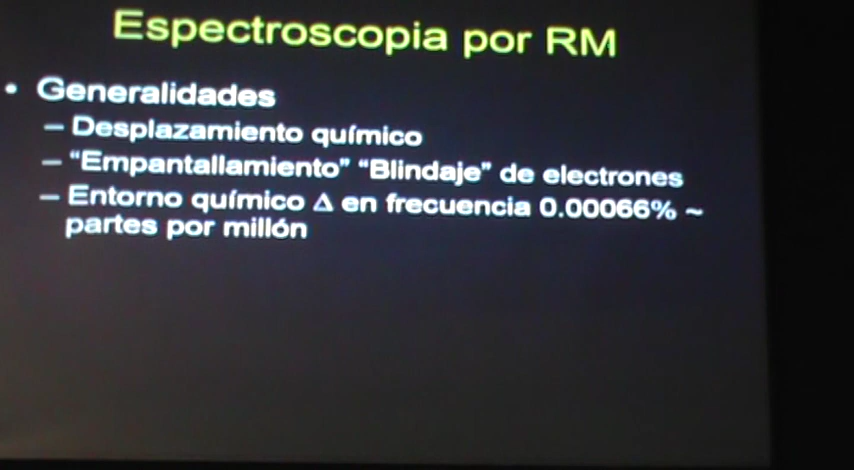 Espectroscopia por RM
• Generalidades
– Desplazamiento químico
– “Empantallamiento” “Blindaje” de electrones
– Entorno químico Δ en frecuencia 0.00066% ~
partes por millón